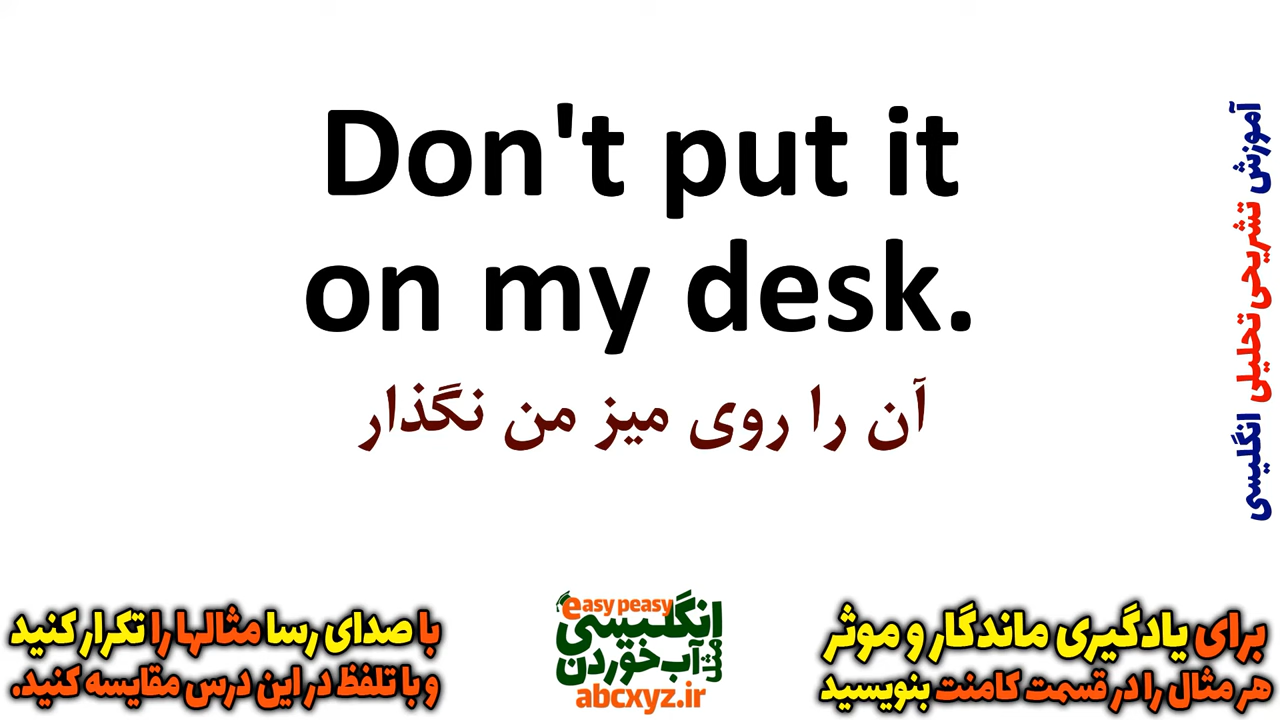 Don't put it
on my desk.
آن را روی میز من نگذار
آموزش تشریحی تحلیلی انگلیسی
برای یادگیری ماندگار و موثر
هر مثال را در قسمت کامنت بنویسید
easy peasy
انگلیسی
مثل آب خوردن
abcxyz.ir
با صدای رسا مثالها را تکرار کنید
و با تلفظ در این درس مقایسه کنید.